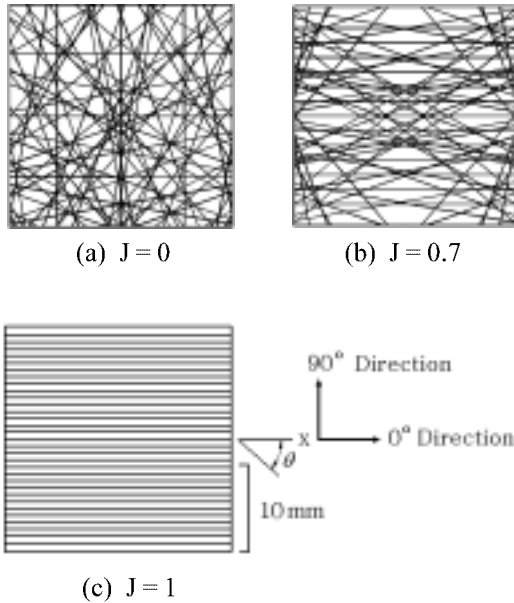 (a) J = 0
(b) J = 0.7
90° Direction
x
0° Direction
θ
10 mm
(c) J = 1